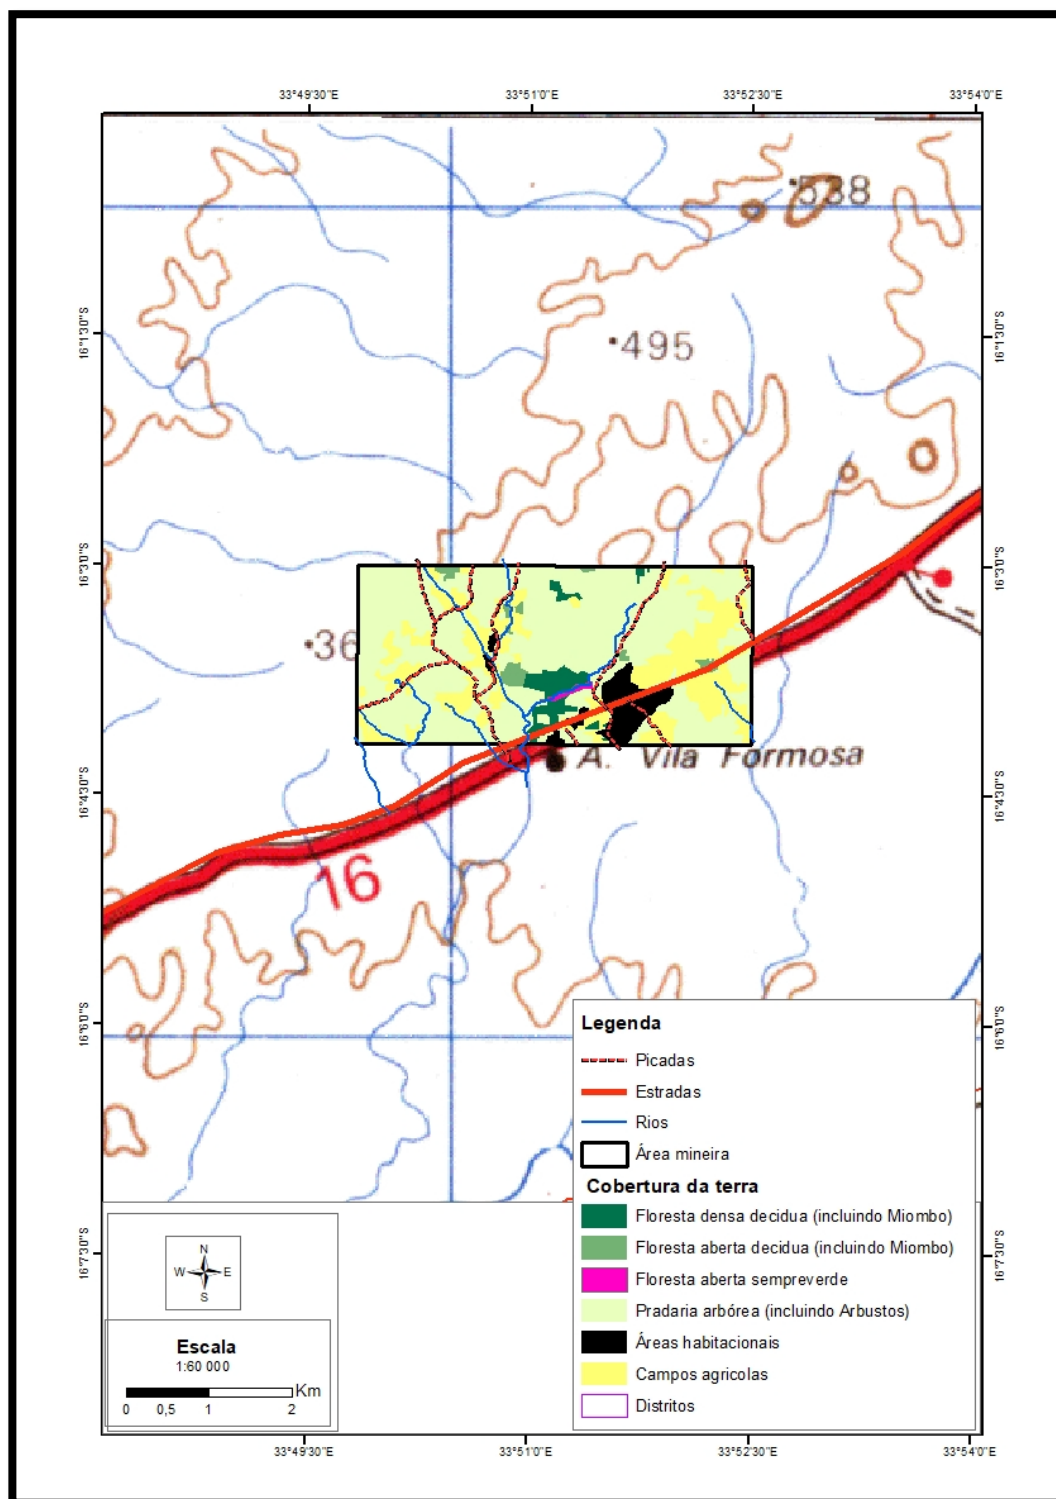 33°49'30"E 33°51'0"E 33°52'30"E 33°54'0"E
538
16°1'30"S 16°1'30"S
495
16°3'0"S 16°3'0"S
36
A. Vila Formosa
16°4'30"S 16°4'30"S
16
16°6'0"S 16°6'0"S
Legenda
Picadas
Estradas
Rios
Área mineira
Cobertura da terra
Floresta densa decidua (incluindo Miombo)
Floresta aberta decidua (incluindo Miombo)
Floresta aberta sempreverde
Pradaria arbórea (incluindo Arbustos)
Áreas habitacionais
Campos agricolas
Distritos
16°7'30"S 16°7'30"S
N
W E
S
Escala
1:60 000
Km
0 0,5 1 2
33°49'30"E 33°51'0"E 33°52'30"E 33°54'0"E